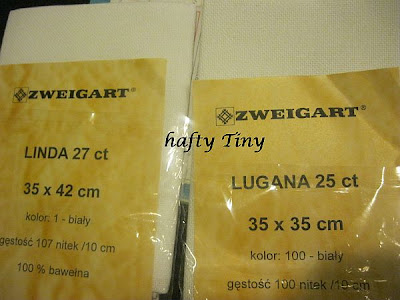 ZWEIGART®
LINDA 27 ct
35 x 42 cm
kolor: 1 - biały
gęstość 107 nitek /10 cm
100 % bawełna
hafty Tiny
ZWEIGART®
LUGANA 25 ct
35 x 35 cm
kolor: 100 - biały
gęstość 100 nitek /10 cm